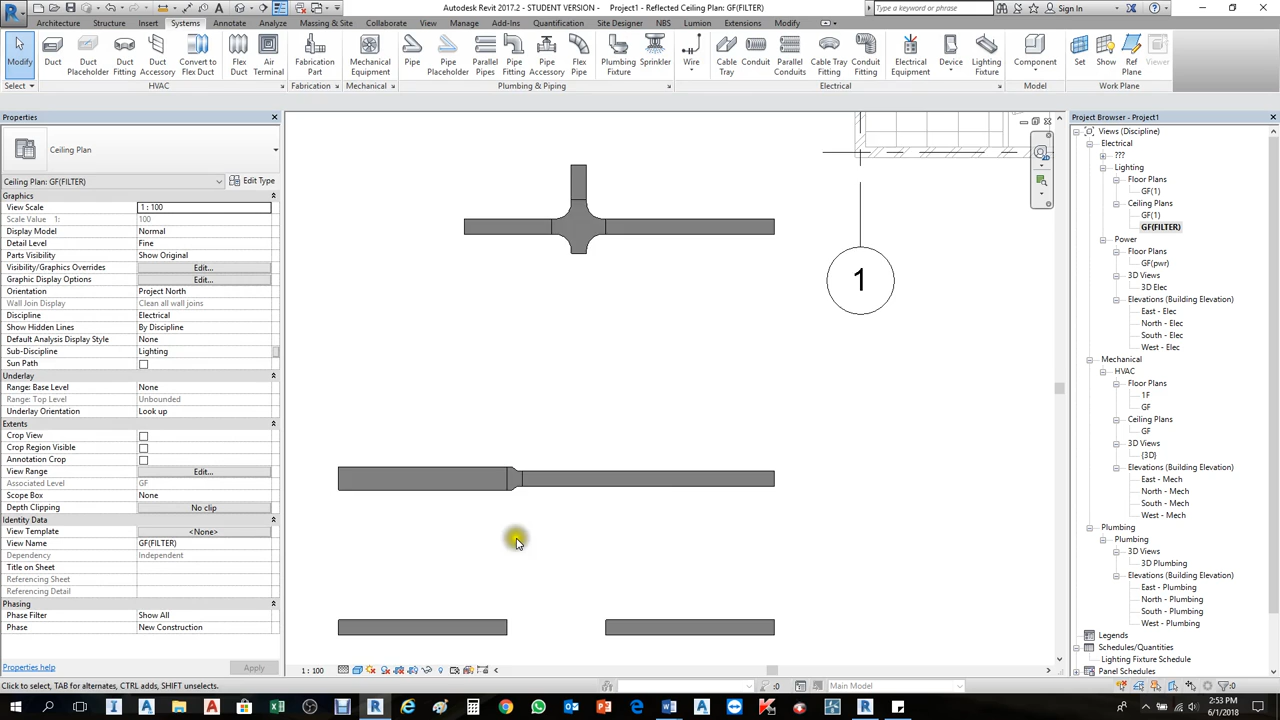 Autodesk Revit 2017.2 - STUDENT VERSION - Project1 - Reflected Ceiling Plan: GF(FILTER)
Type a keyword or phrase
Sign In
Architecture Structure Insert Systems Annotate Analyze Massing & Site Collaborate View Manage Add-Ins Quantification Site Designer NBS Lumion Extensions Modify
Modify
Duct
Duct Placeholder
Duct Fitting
Duct Accessory
Convert to Flex Duct
Flex Duct
Air Terminal
Fabrication Part
Mechanical Equipment
Pipe
Pipe Placeholder
Parallel Pipes
Pipe Fitting
Pipe Accessory
Flex Pipe
Plumbing Fixture
Sprinkler
Wire
Cable Tray
Conduit
Parallel Conduits
Cable Tray Fitting
Conduit Fitting
Electrical Equipment
Device
Lighting Fixture
Component
Set
Show
Ref Plane
Viewer
Select HVAC Fabrication Mechanical Plumbing & Piping Electrical Model Work Plane
Properties
Ceiling Plan
Ceiling Plan: GF(FILTER) Edit Type
Graphics
View Scale 1 : 100
Scale Value 1: 100
Display Model Normal
Detail Level Fine
Parts Visibility Show Original
Visibility/Graphics Overrides Edit...
Graphic Display Options Edit...
Orientation Project North
Wall Join Display Clean all wall joins
Discipline Electrical
Show Hidden Lines By Discipline
Default Analysis Display Style None
Sub-Discipline Lighting
Sun Path
Underlay
Range: Base Level None
Range: Top Level Unbounded
Underlay Orientation Look up
Extents
Crop View
Crop Region Visible
Annotation Crop
View Range Edit...
Associated Level GF
Scope Box None
Depth Clipping No clip
Identity Data
View Template <None>
View Name GF(FILTER)
Dependency Independent
Title on Sheet
Referencing Sheet
Referencing Detail
Phasing
Phase Filter Show All
Phase New Construction
Properties help Apply
1
Project Browser - Project1
Views (Discipline)
Electrical
???
Lighting
Floor Plans
GF(1)
Ceiling Plans
GF(1)
GF(FILTER)
Power
Floor Plans
GF(pwr)
3D Views
3D Elec
Elevations (Building Elevation)
East - Elec
North - Elec
South - Elec
West - Elec
Mechanical
HVAC
Floor Plans
1F
GF
Ceiling Plans
GF
3D Views
{3D}
Elevations (Building Elevation)
East - Mech
North - Mech
South - Mech
West - Mech
Plumbing
Plumbing
3D Views
3D Plumbing
Elevations (Building Elevation)
East - Plumbing
North - Plumbing
South - Plumbing
West - Plumbing
Legends
Schedules/Quantities
Lighting Fixture Schedule
Panel Schedules
1 : 100
Click to select, TAB for alternates, CTRL adds, SHIFT unselects.
:0 Main Model :0
2:53 PM
6/1/2018